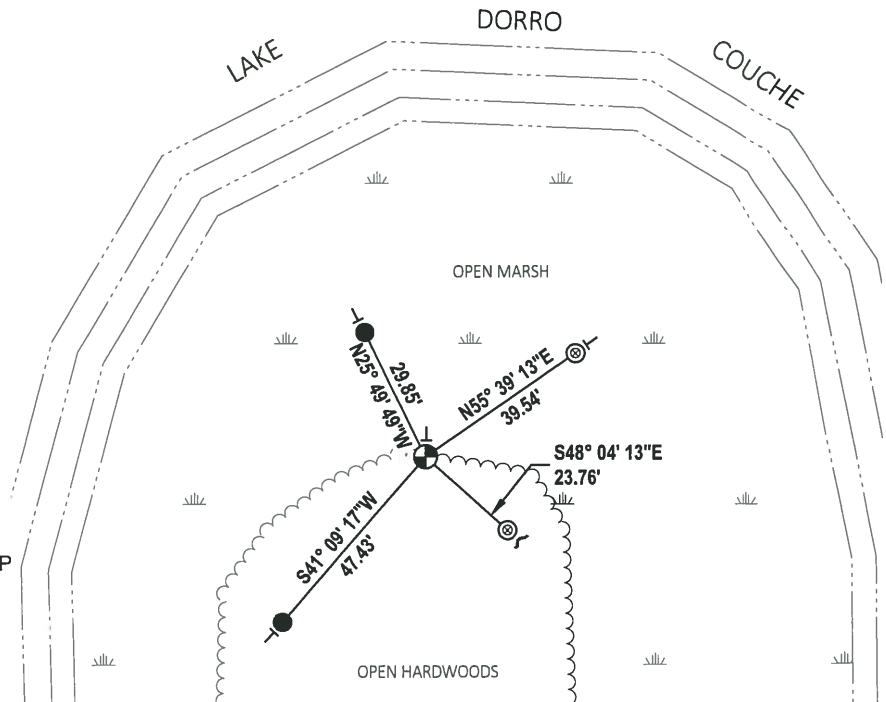 LAKE
DORRO
COUCHE
OPEN MARSH
N25° 49' 49"W
29.85'
N55° 39' 13"E
39.54'
S48° 04' 13"E
23.76'
S41° 09' 17"W
47.43'
P
OPEN HARDWOODS